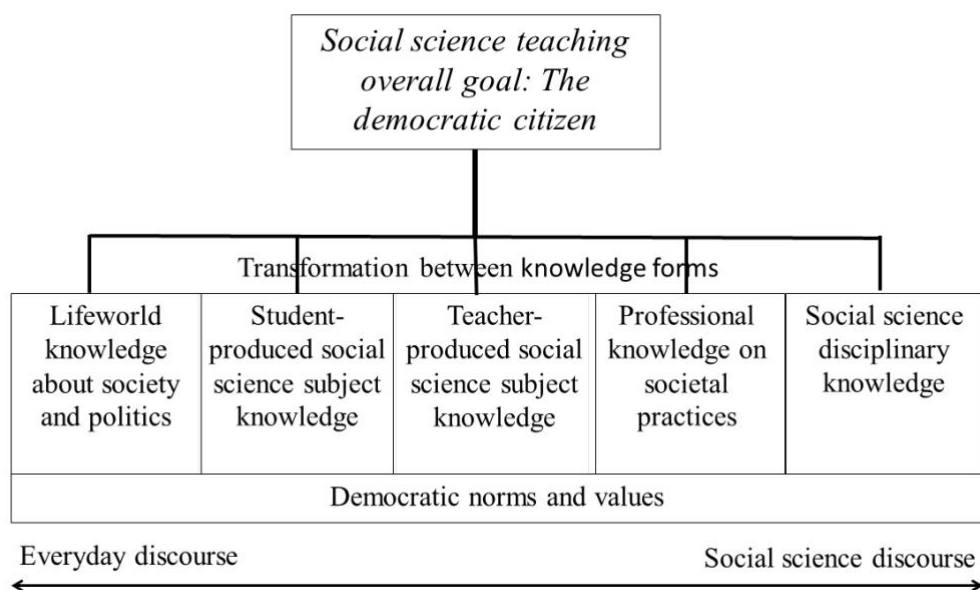 Social science teaching
overall goal: The
democratic citizen
Transformation between knowledge forms
Lifeworld
knowledge
about society
and politics
Student-
produced social
science subject
knowledge
Teacher-
produced social
science subject
knowledge
Professional
knowledge on
societal
practices
Social science
disciplinary
knowledge
Democratic norms and values
Everyday discourse
Social science discourse